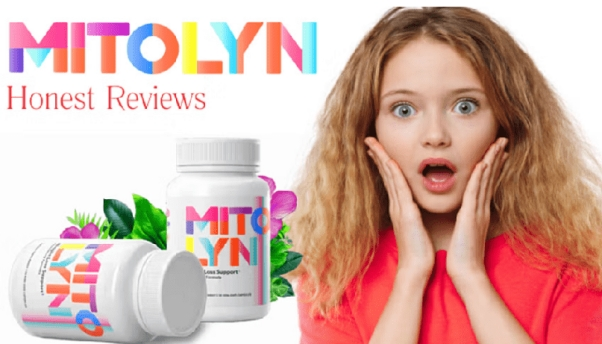 MITOLYN
Honest Reviews
MITO
LYN
Loss Support
MITO
LYN